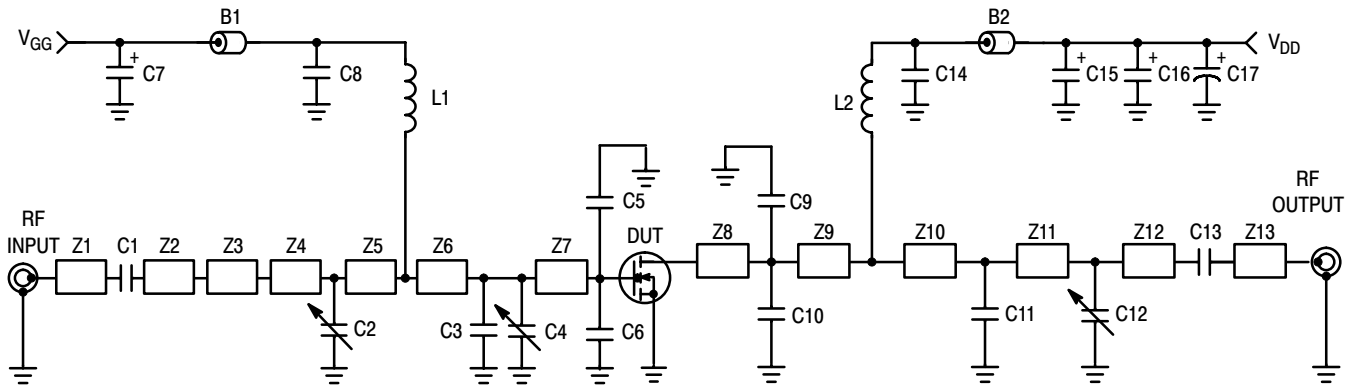 V_GG
B1
+
C7
C8
L1
B2
V_DD
C14
+
C15
+
C16
+
C17
L2
RF
INPUT
Z1
C1
Z2
Z3
Z4
Z5
Z6
Z7
C5
DUT
Z8
C9
Z9
Z10
Z11
Z12
C13
Z13
RF
OUTPUT
C2
C3
C4
C6
C10
C11
C12